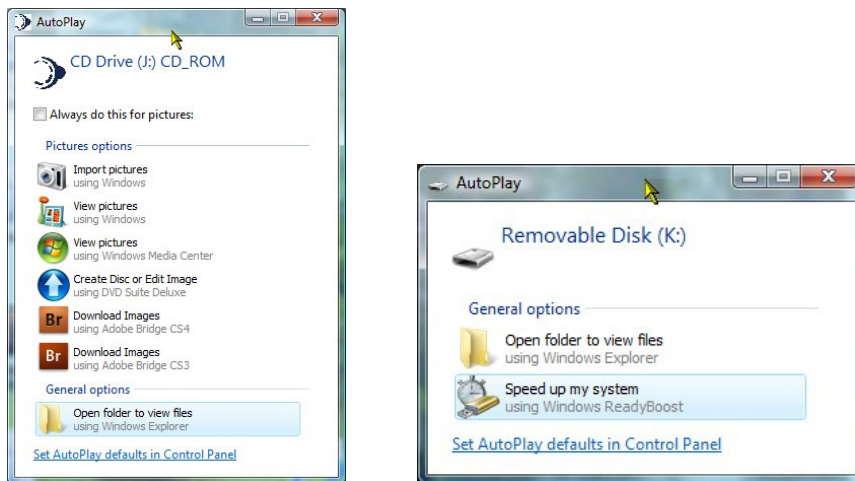 AutoPlay
CD Drive (J:) CD_ROM
Always do this for pictures:
Pictures options
Import pictures
using Windows
View pictures
using Windows
View pictures
using Windows Media Center
Create Disc or Edit Image
using DVD Suite Deluxe
Br
Download Images
using Adobe Bridge CS4
Br
Download Images
using Adobe Bridge CS3
General options
Open folder to view files
using Windows Explorer
Set AutoPlay defaults in Control Panel
AutoPlay
Removable Disk (K:)
General options
Open folder to view files
using Windows Explorer
Speed up my system
using Windows ReadyBoost
Set AutoPlay defaults in Control Panel